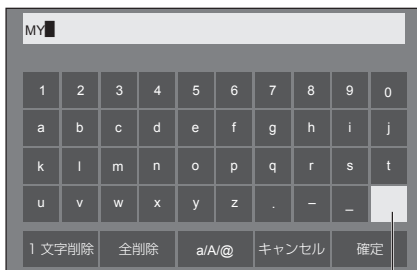 MY
1 2 3 4 5 6 7 8 9 0
a b c d e f g h i j
k l m n o p q r s t
u v w x y z . – _
1 文字削除 全削除 a/A/@ キャンセル 確定